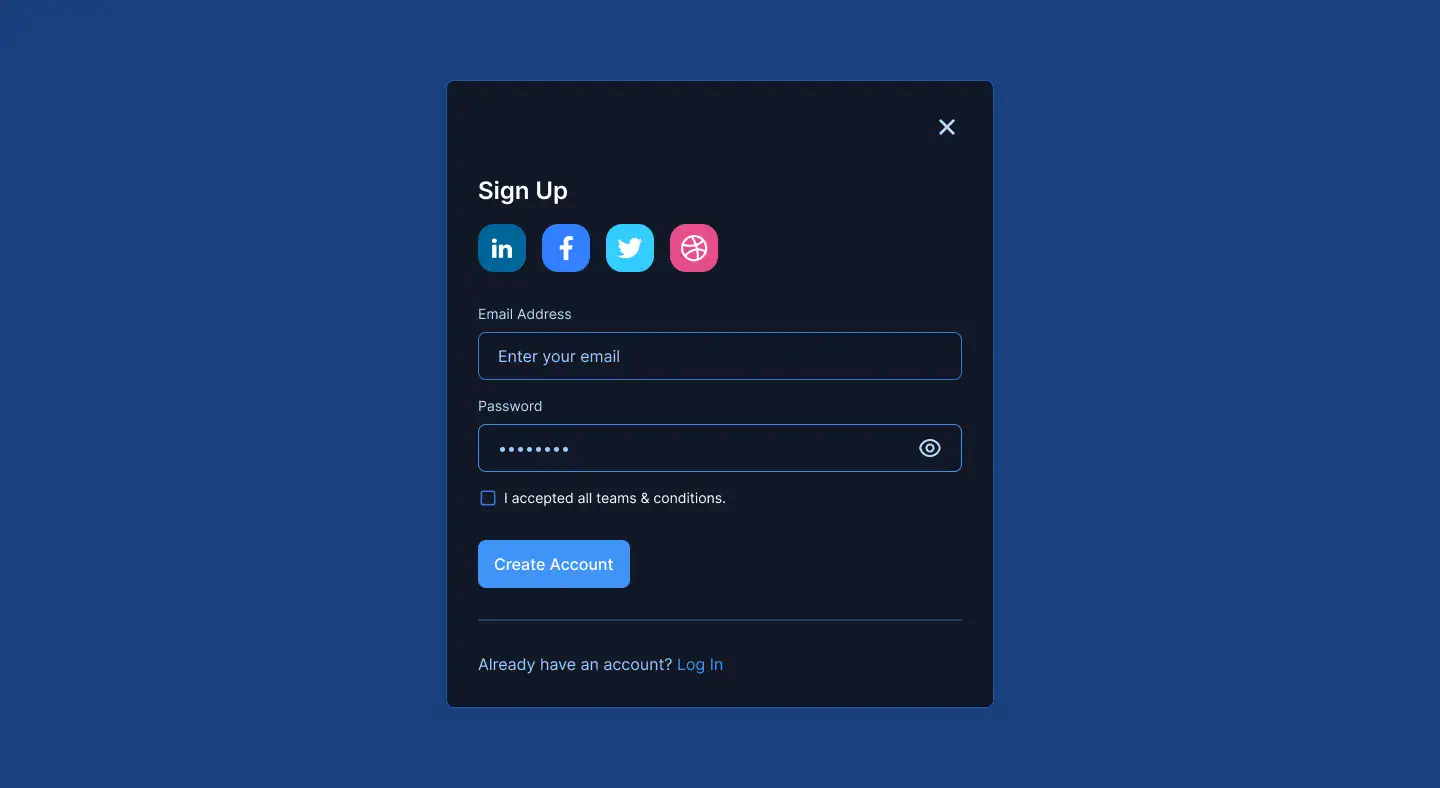 Sign Up
in
Email Address
Enter your email
Password
••••••••
I accepted all teams & conditions.
Create Account
Already have an account? Log In